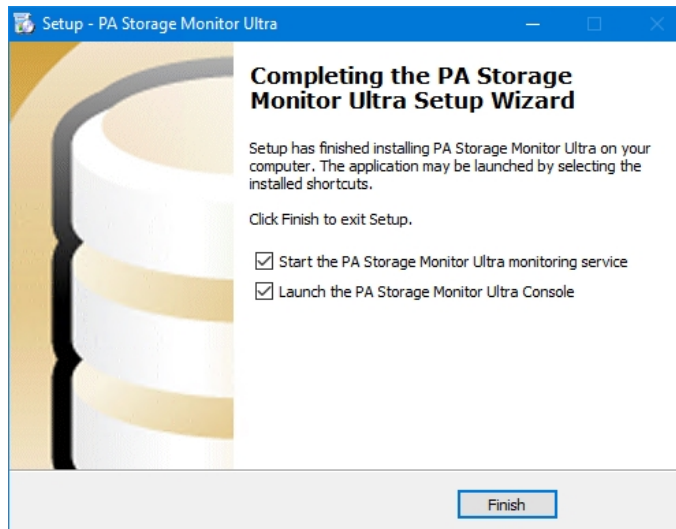 Setup - PA Storage Monitor Ultra
Completing the PA Storage
Monitor Ultra Setup Wizard
Setup has finished installing PA Storage Monitor Ultra on your
computer. The application may be launched by selecting the
installed shortcuts.
Click Finish to exit Setup.
Start the PA Storage Monitor Ultra monitoring service
Launch the PA Storage Monitor Ultra Console
Finish